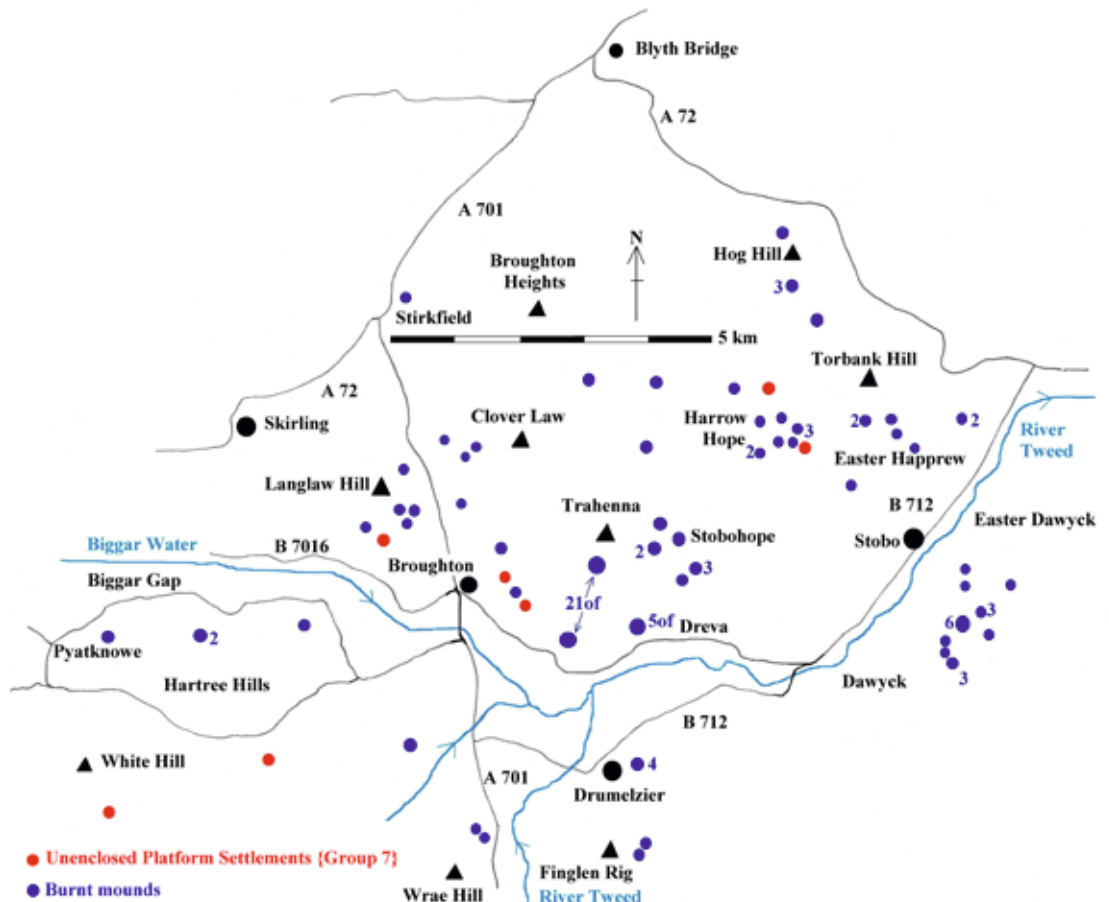 Blyth Bridge
A 72
A 701
N
Hog Hill
Broughton
Heights
3
Stirkfield
5 km
Torbank Hill
A 72
Clover Law
Skirling
Harrow
Hope
3
2
2
2
River
Tweed
Easter Happrew
Langlaw Hill
B 712
Trahenna
Stobohope
Stobo
Easter Dawyck
Biggar Water
B 7016
2
Biggar Gap
Broughton
3
21of
5of
Dreva
6
3
Pyatknowe
2
Dawyck
3
Hartree Hills
B 712
White Hill
A 701
4
Drumelzier
Unenclosed Platform Settlements {Group 7}
Burnt mounds
Wrae Hill
Finglen Rig
River Tweed